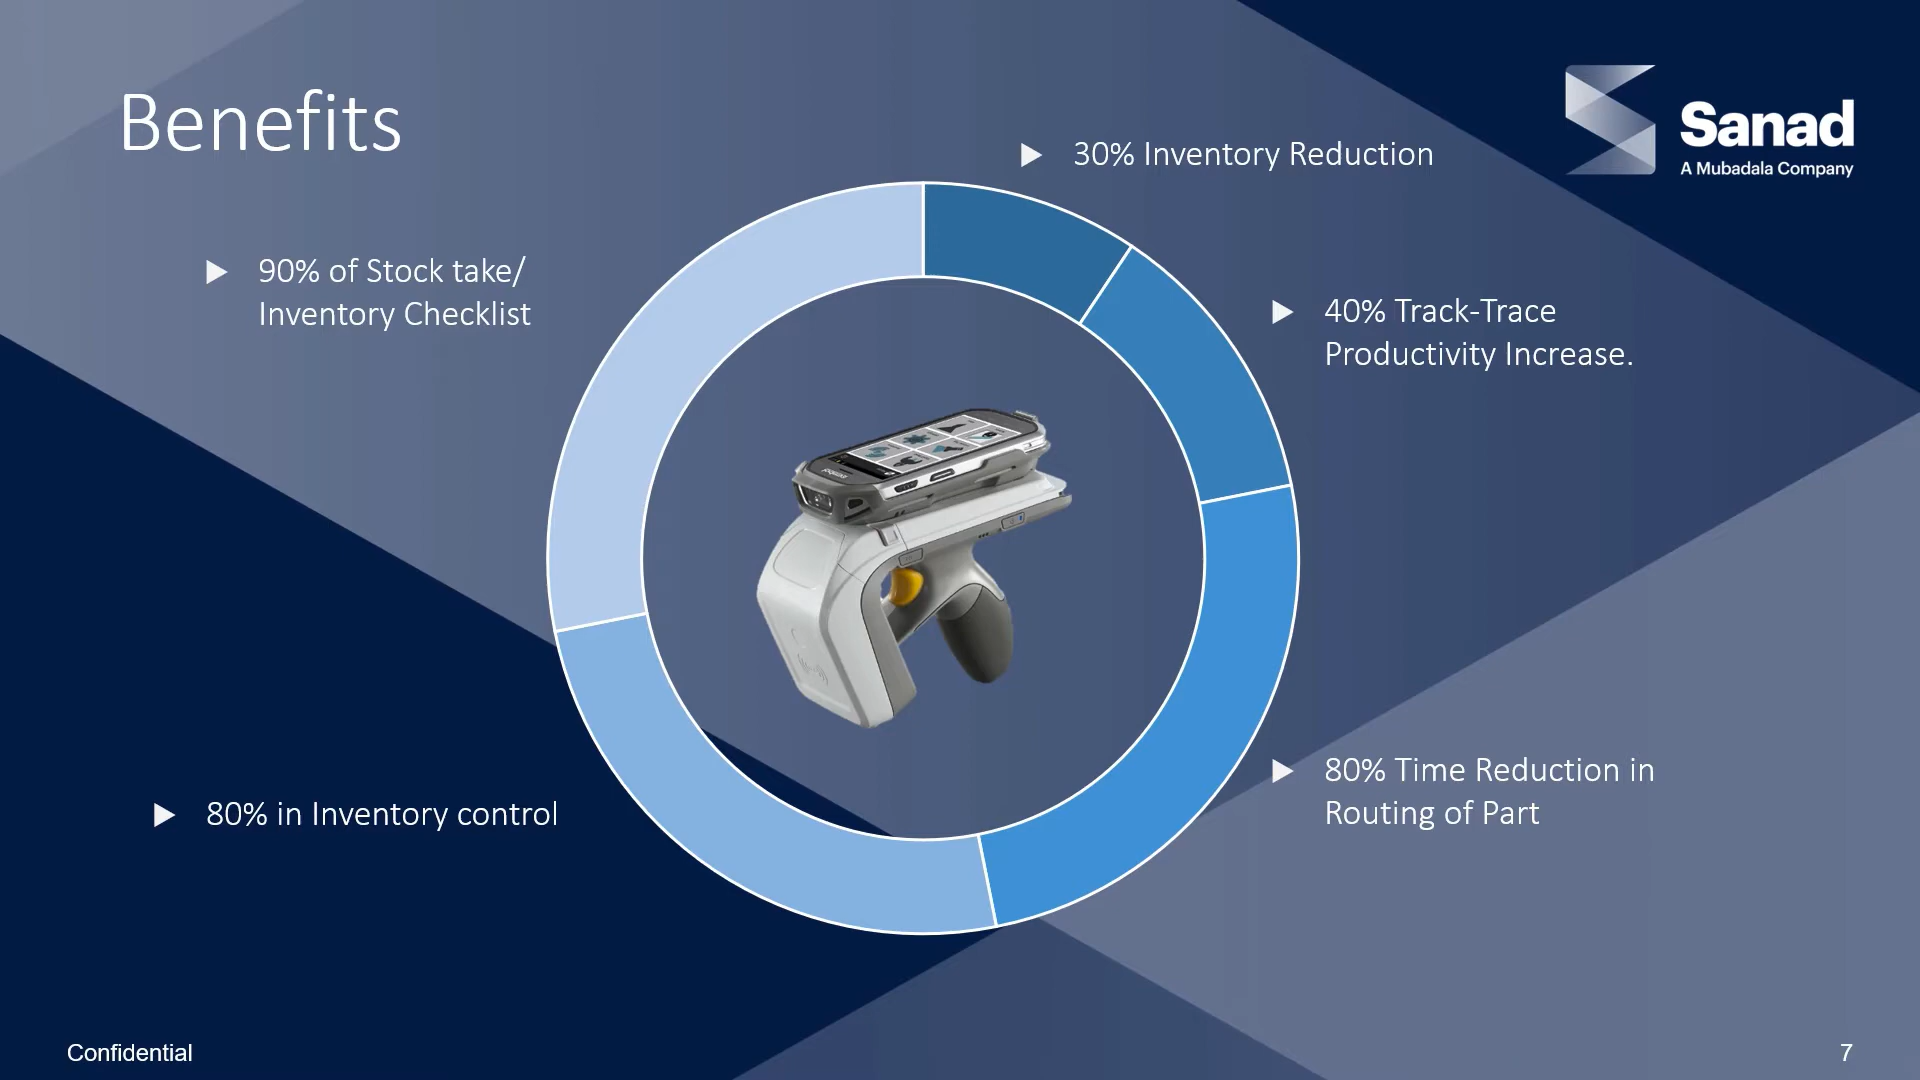 Benefits
Sanad
A Mubadala Company
30% Inventory Reduction
90% of Stock take/
Inventory Checklist
40% Track-Trace
Productivity Increase.
80% Time Reduction in
Routing of Part
80% in Inventory control
Confidential
7